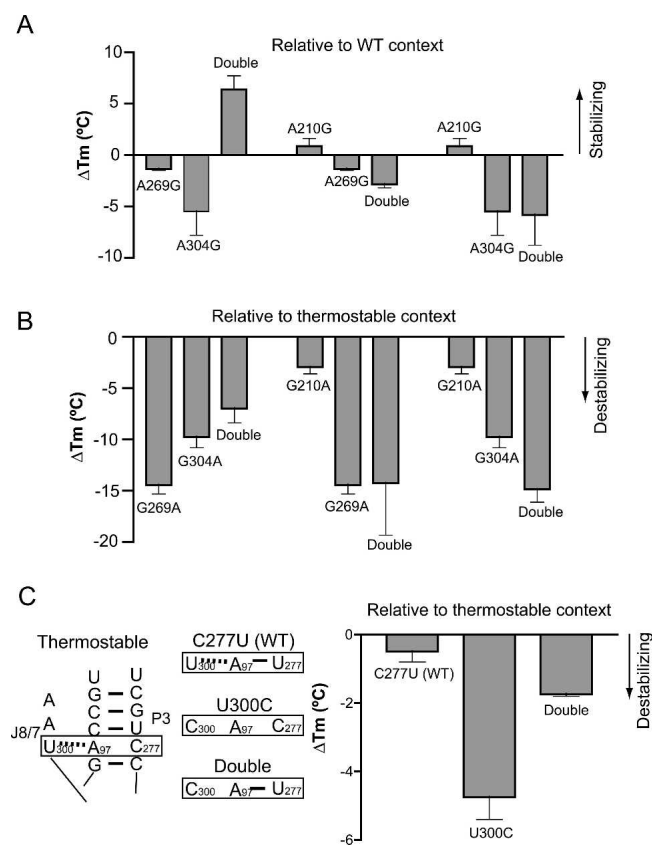 A
Relative to WT context
ΔTm (ºC)
10
5
0
-5
-10
A269G
A304G
Double
A210G
A269G
Double
A210G
A304G
Double
Stabilizing
B
Relative to thermostable context
ΔTm (ºC)
0
-5
-10
-15
-20
G269A
G304A
Double
G210A
G269A
Double
G210A
G304A
Double
Destabilizing
C
Thermostable
U U
A G C
C G
A C U P3
J8/7
U300 A97 C277
G C
C277U (WT)
U300 A97 U277
U300C
C300 A97 C277
Double
C300 A97 U277
Relative to thermostable context
ΔTm (ºC)
0
-2
-4
-6
C277U (WT)
U300C
Double
Destabilizing